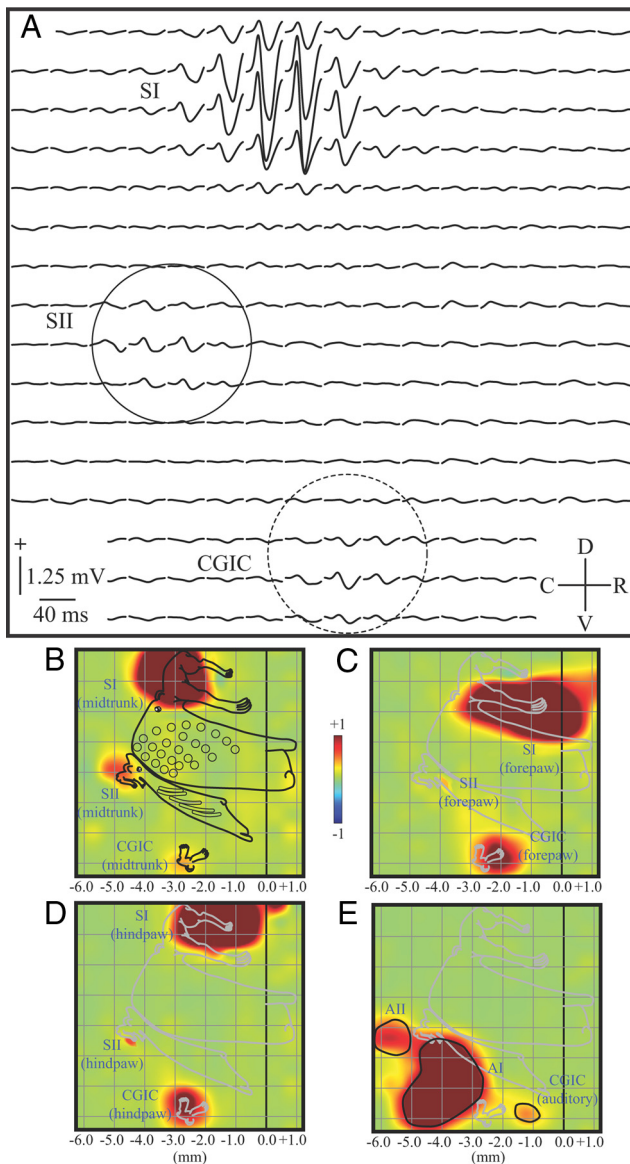 A
SI
SII
CGIC
+
1.25 mV
40 ms
D
C R
V
B
SI
(midtrunk)
SII
(midtrunk)
CGIC
(midtrunk)
-6.0 -5.0 -4.0 -3.0 -2.0 -1.0 0.0 +1.0
+1
-1
C
SI
(forepaw)
SII
(forepaw)
CGIC
(forepaw)
-6.0 -5.0 -4.0 -3.0 -2.0 -1.0 0.0 +1.0
D
SI
(hindpaw)
SII
(hindpaw)
CGIC
(hindpaw)
-6.0 -5.0 -4.0 -3.0 -2.0 -1.0 0.0 +1.0
(mm)
E
AII
AI
CGIC
(auditory)
-6.0 -5.0 -4.0 -3.0 -2.0 -1.0 0.0 +1.0
(mm)